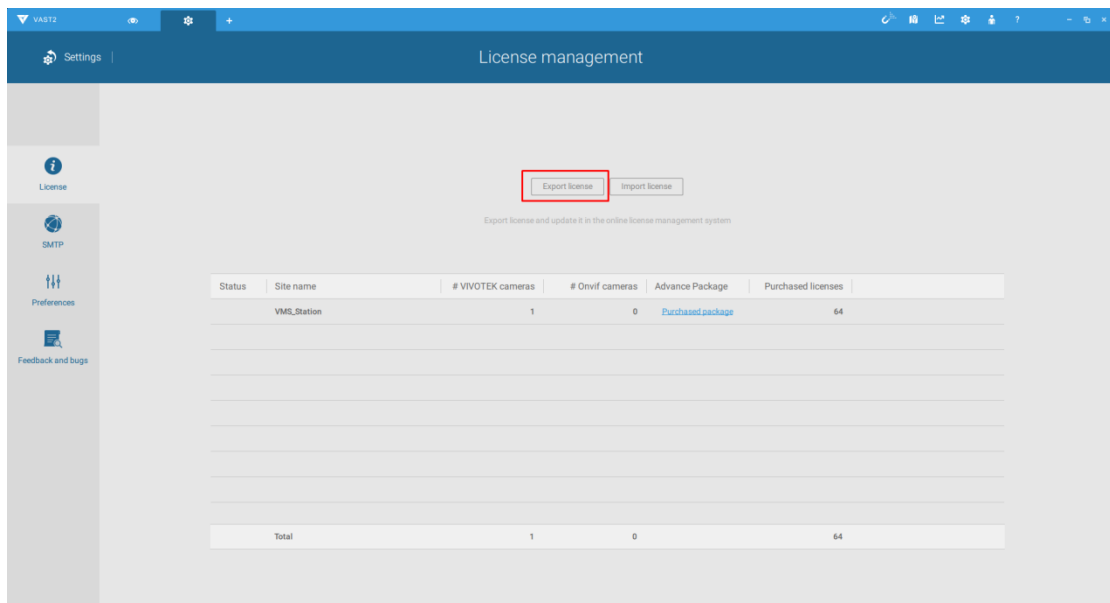 VAST2
+
?
Settings
License management
License
SMTP
Preferences
Feedback and bugs
Export license
Import license
Export license and update it in the online license management system
Status Site name # VIVOTEK cameras # Onvif cameras Advance Package Purchased licenses
VMS_Station 1 0 Purchased package 64
Total 1 0 64